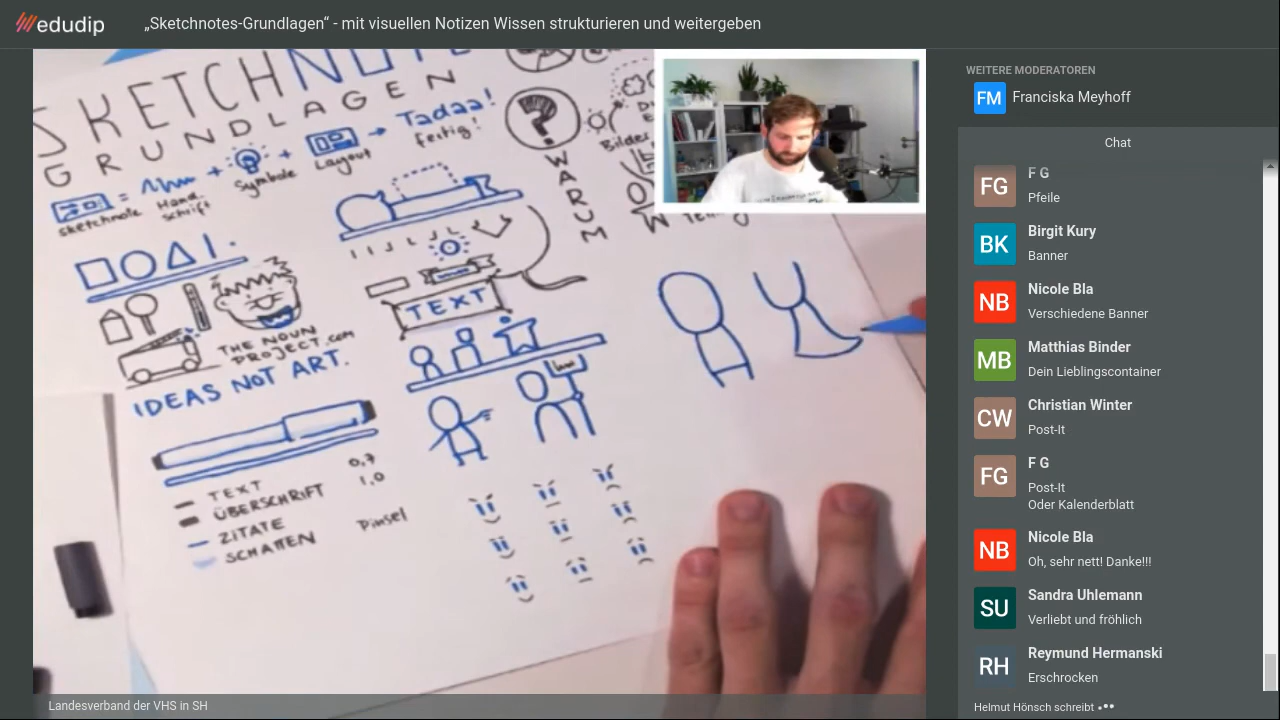 edudip
„Sketchnotes-Grundlagen“ - mit visuellen Notizen Wissen strukturieren und weitergeben
SKETCHNOTE
GRUNDLAGEN
sketchnote = Hand-
schrift + Symbole + Layout → Tadaa!
fertig!
WARUM
Bilder
THE NOUN
PROJECT.com
IDEAS NOT ART.
TEXT
TEXT 0,7
ÜBERSCHRIFT 1,0
ZITATE
SCHATTEN Pinsel
Landesverband der VHS in SH
WEITERE MODERATOREN
FM Franciska Meyhoff
Chat
FG F G
Pfeile
BK Birgit Kury
Banner
NB Nicole Bla
Verschiedene Banner
MB Matthias Binder
Dein Lieblingscontainer
CW Christian Winter
Post-It
FG F G
Post-It
Oder Kalenderblatt
NB Nicole Bla
Oh, sehr nett! Danke!!!
SU Sandra Uhlemann
Verliebt und fröhlich
RH Reymund Hermanski
Erschrocken
Helmut Hönsch schreibt